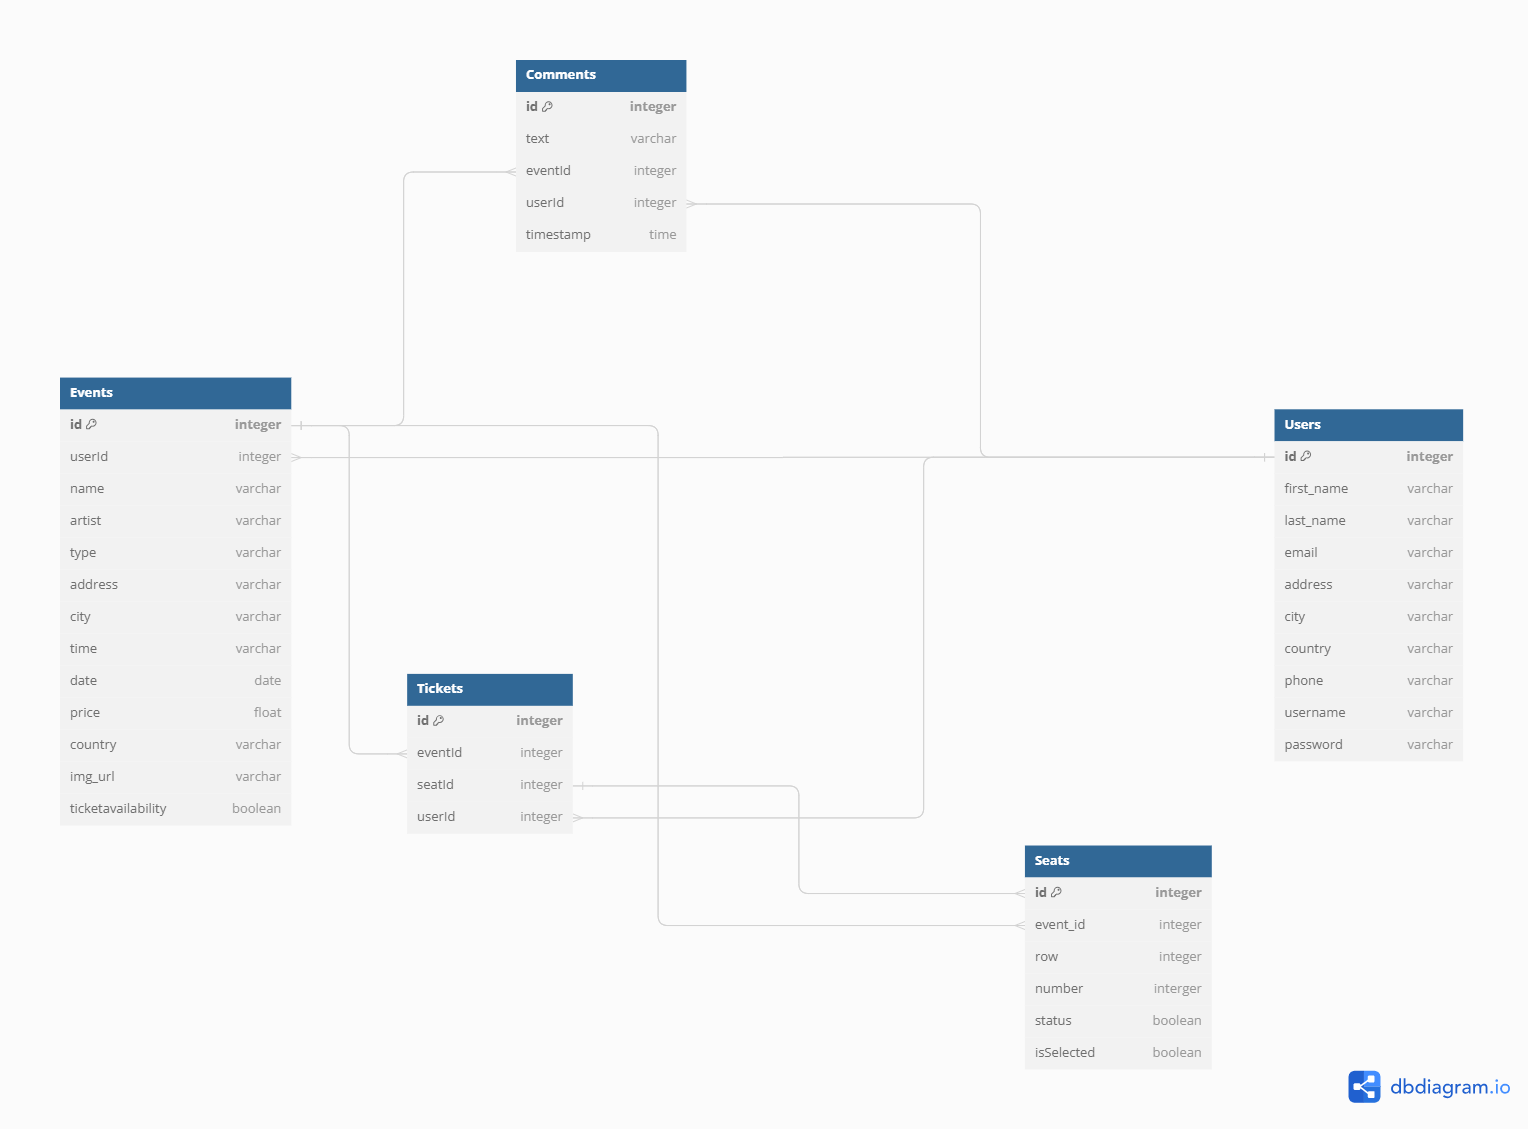 Comments
id integer
text varchar
eventId integer
userId integer
timestamp time
Events
id integer
userId integer
name varchar
artist varchar
type varchar
address varchar
city varchar
time varchar
date date
price float
country varchar
img_url varchar
ticketavailability boolean
Users
id integer
first_name varchar
last_name varchar
email varchar
address varchar
city varchar
country varchar
phone varchar
username varchar
password varchar
Tickets
id integer
eventId integer
seatId integer
userId integer
Seats
id integer
event_id integer
row integer
number interger
status boolean
isSelected boolean
dbdiagram.io